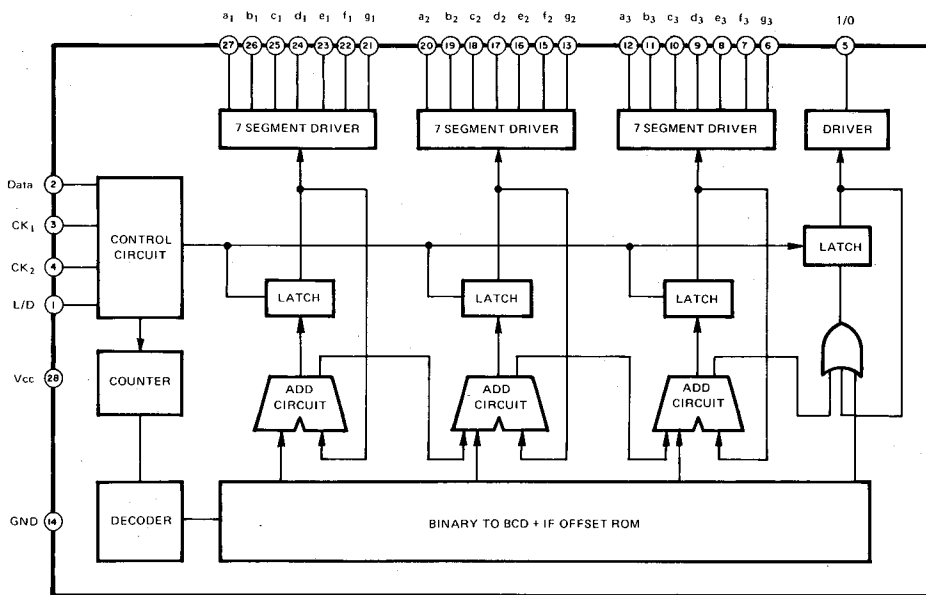 a₁ b₁ c₁ d₁ e₁ f₁ g₁ a₂ b₂ c₂ d₂ e₂ f₂ g₂ a₃ b₃ c₃ d₃ e₃ f₃ g₃ 1/0
27 26 25 24 23 22 21 20 19 18 17 16 15 13 12 11 10 9 8 7 6 5
7 SEGMENT DRIVER 7 SEGMENT DRIVER 7 SEGMENT DRIVER DRIVER
Data 2
CK₁ 3
CONTROL
CIRCUIT
LATCH
CK₂ 4
L/D 1
LATCH LATCH LATCH
Vcc 28
COUNTER
ADD
CIRCUIT
ADD
CIRCUIT
ADD
CIRCUIT
GND 14
DECODER
BINARY TO BCD + IF OFFSET ROM